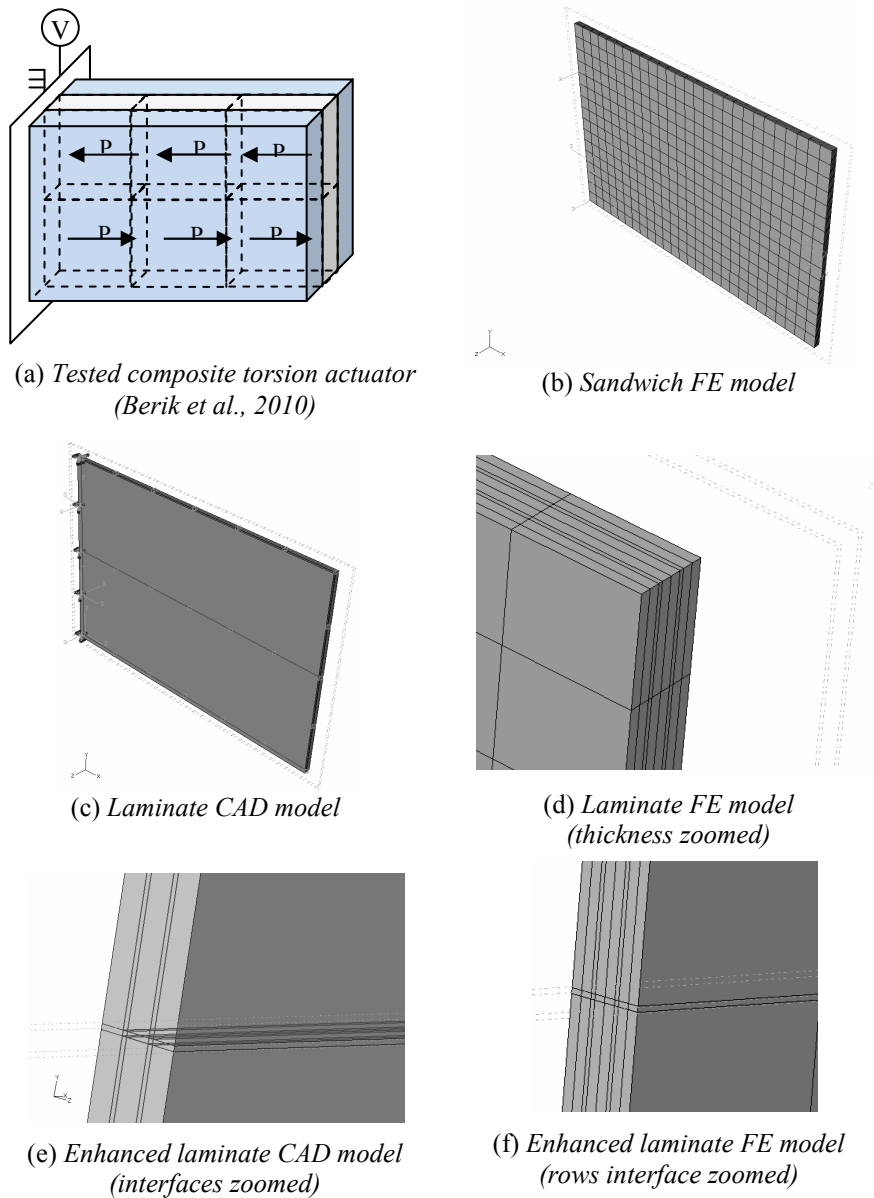 V
P P P
P P P
(a) Tested composite torsion actuator
(Berik et al., 2010)
(b) Sandwich FE model
(c) Laminate CAD model
(d) Laminate FE model
(thickness zoomed)
(e) Enhanced laminate CAD model
(interfaces zoomed)
(f) Enhanced laminate FE model
(rows interface zoomed)